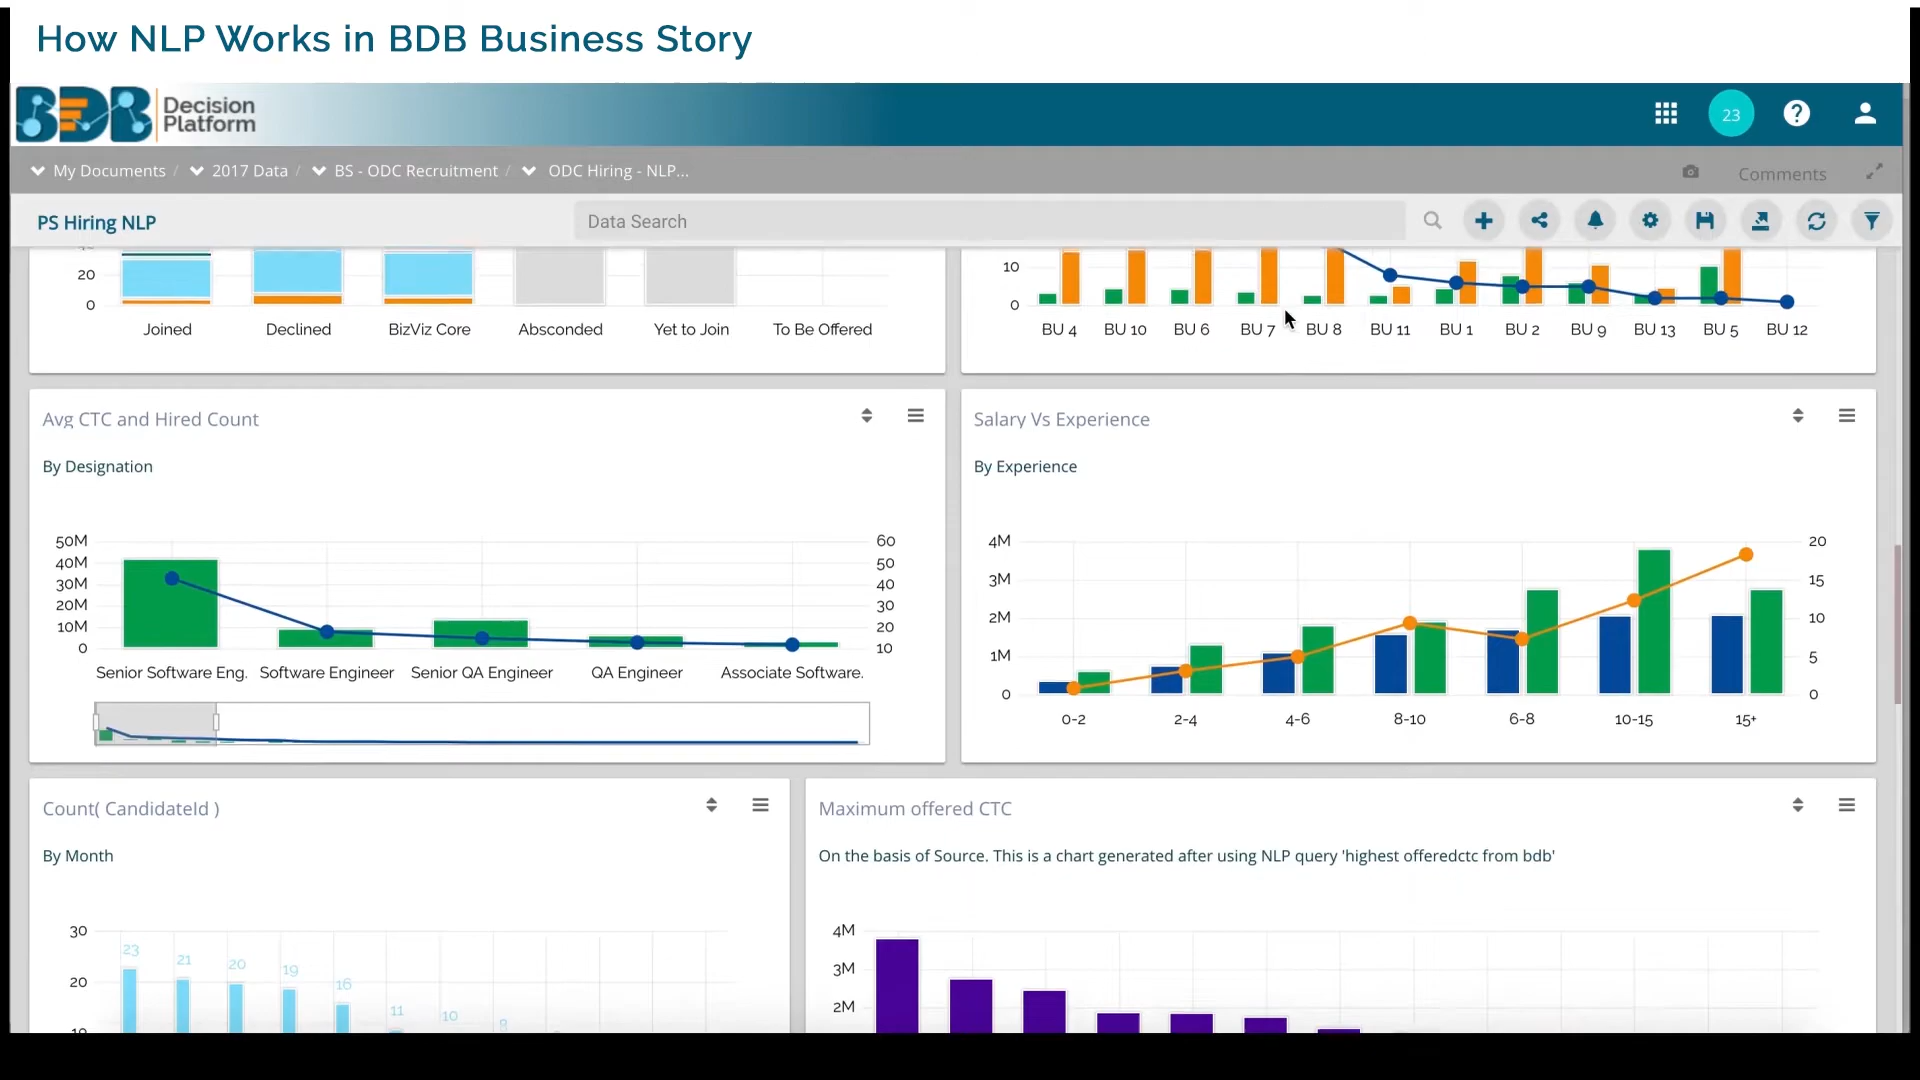 How NLP Works in BDB Business Story
BDB Decision Platform
23
?
My Documents / 2017 Data / BS - ODC Recruitment / ODC Hiring - NLP...
Comments
PS Hiring NLP
Data Search
20
0
Joined Declined BizViz Core Absconded Yet to Join To Be Offered
10
0
BU 4 BU 10 BU 6 BU 7 BU 8 BU 11 BU 1 BU 2 BU 9 BU 13 BU 5 BU 12
Avg CTC and Hired Count
By Designation
50M 60
40M 50
30M 40
20M 30
10M 20
0 10
Senior Software Eng. Software Engineer Senior QA Engineer QA Engineer Associate Software.
Salary Vs Experience
By Experience
4M 20
3M 15
2M 10
1M 5
0 0
0-2 2-4 4-6 8-10 6-8 10-15 15+
Count( CandidateId )
By Month
30
20
23 21 20 19 16 11 10
Maximum offered CTC
On the basis of Source. This is a chart generated after using NLP query 'highest offeredctc from bdb'
4M
3M
2M